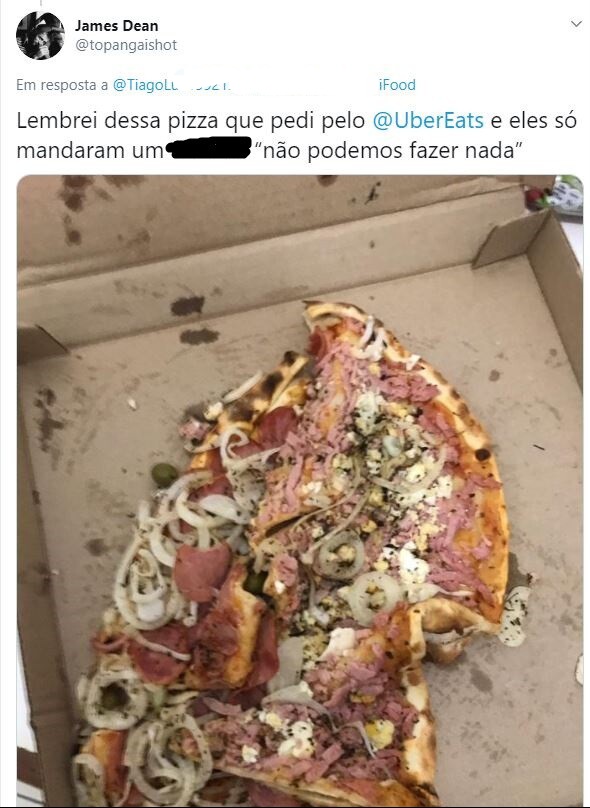 James Dean
@topangaishot
Em resposta a iFood
Lembrei dessa pizza que pedi pelo @UberEats e eles só
mandaram um "não podemos fazer nada"